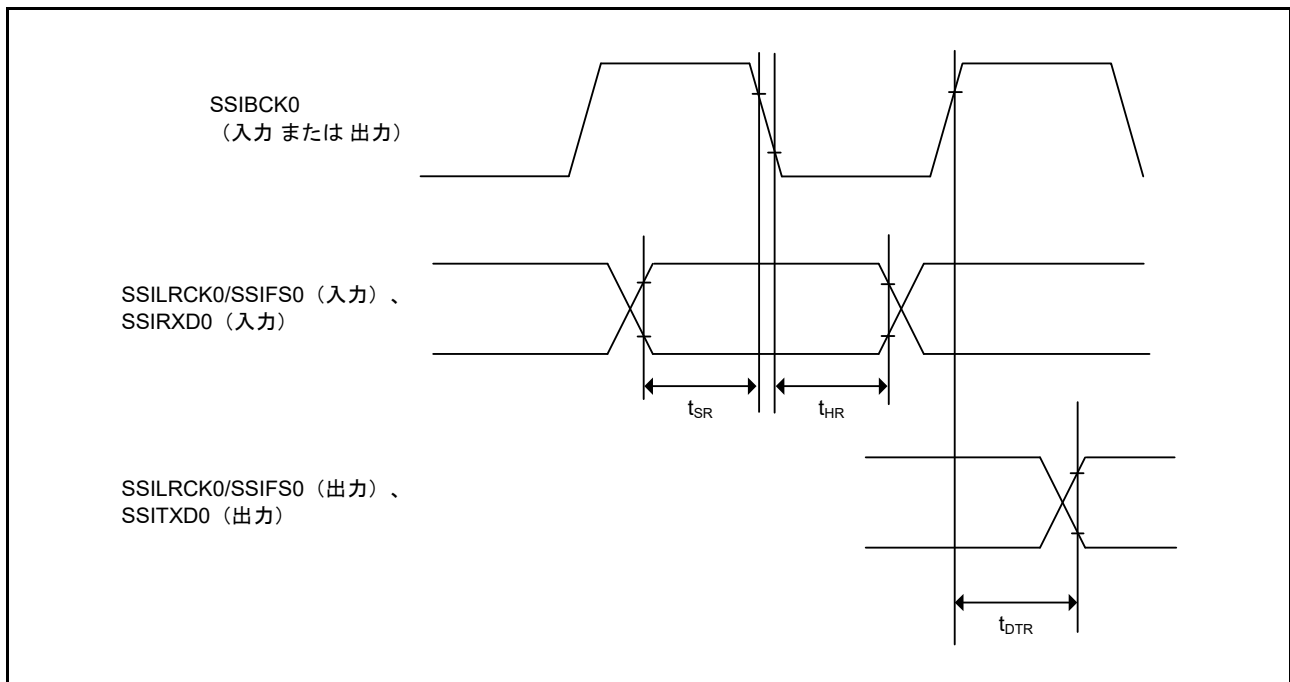 SSIBCK0
（入力 または 出力）
SSILRCK0/SSIFS0（入力）、
SSIRXD0（入力）
tSR
tHR
SSILRCK0/SSIFS0（出力）、
SSITXD0（出力）
tDTR